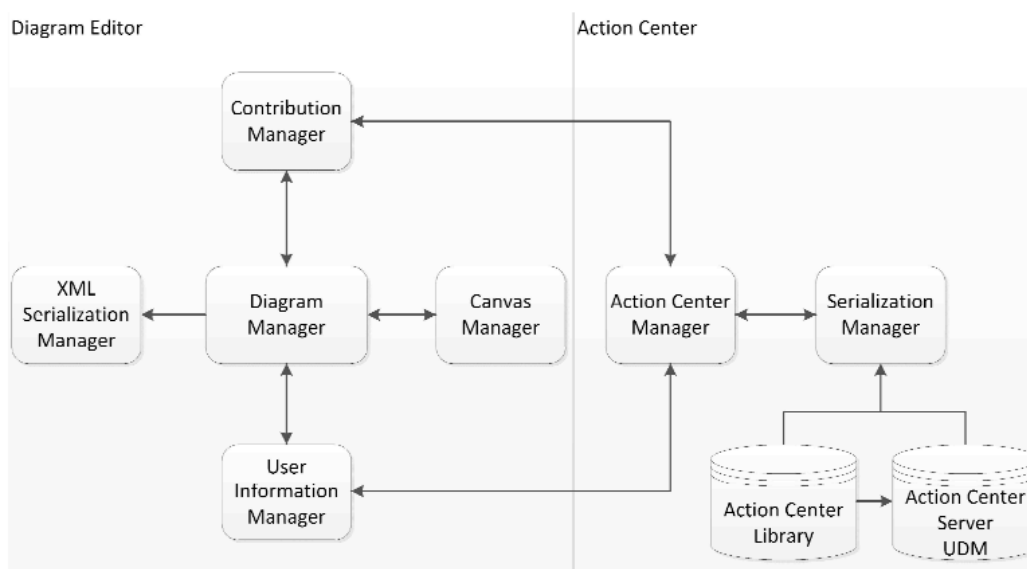 Diagram Editor
Action Center
Contribution
Manager
XML
Serialization
Manager
Diagram
Manager
Canvas
Manager
Action Center
Manager
Serialization
Manager
User
Information
Manager
Action Center
Library
Action Center
Server
UDM